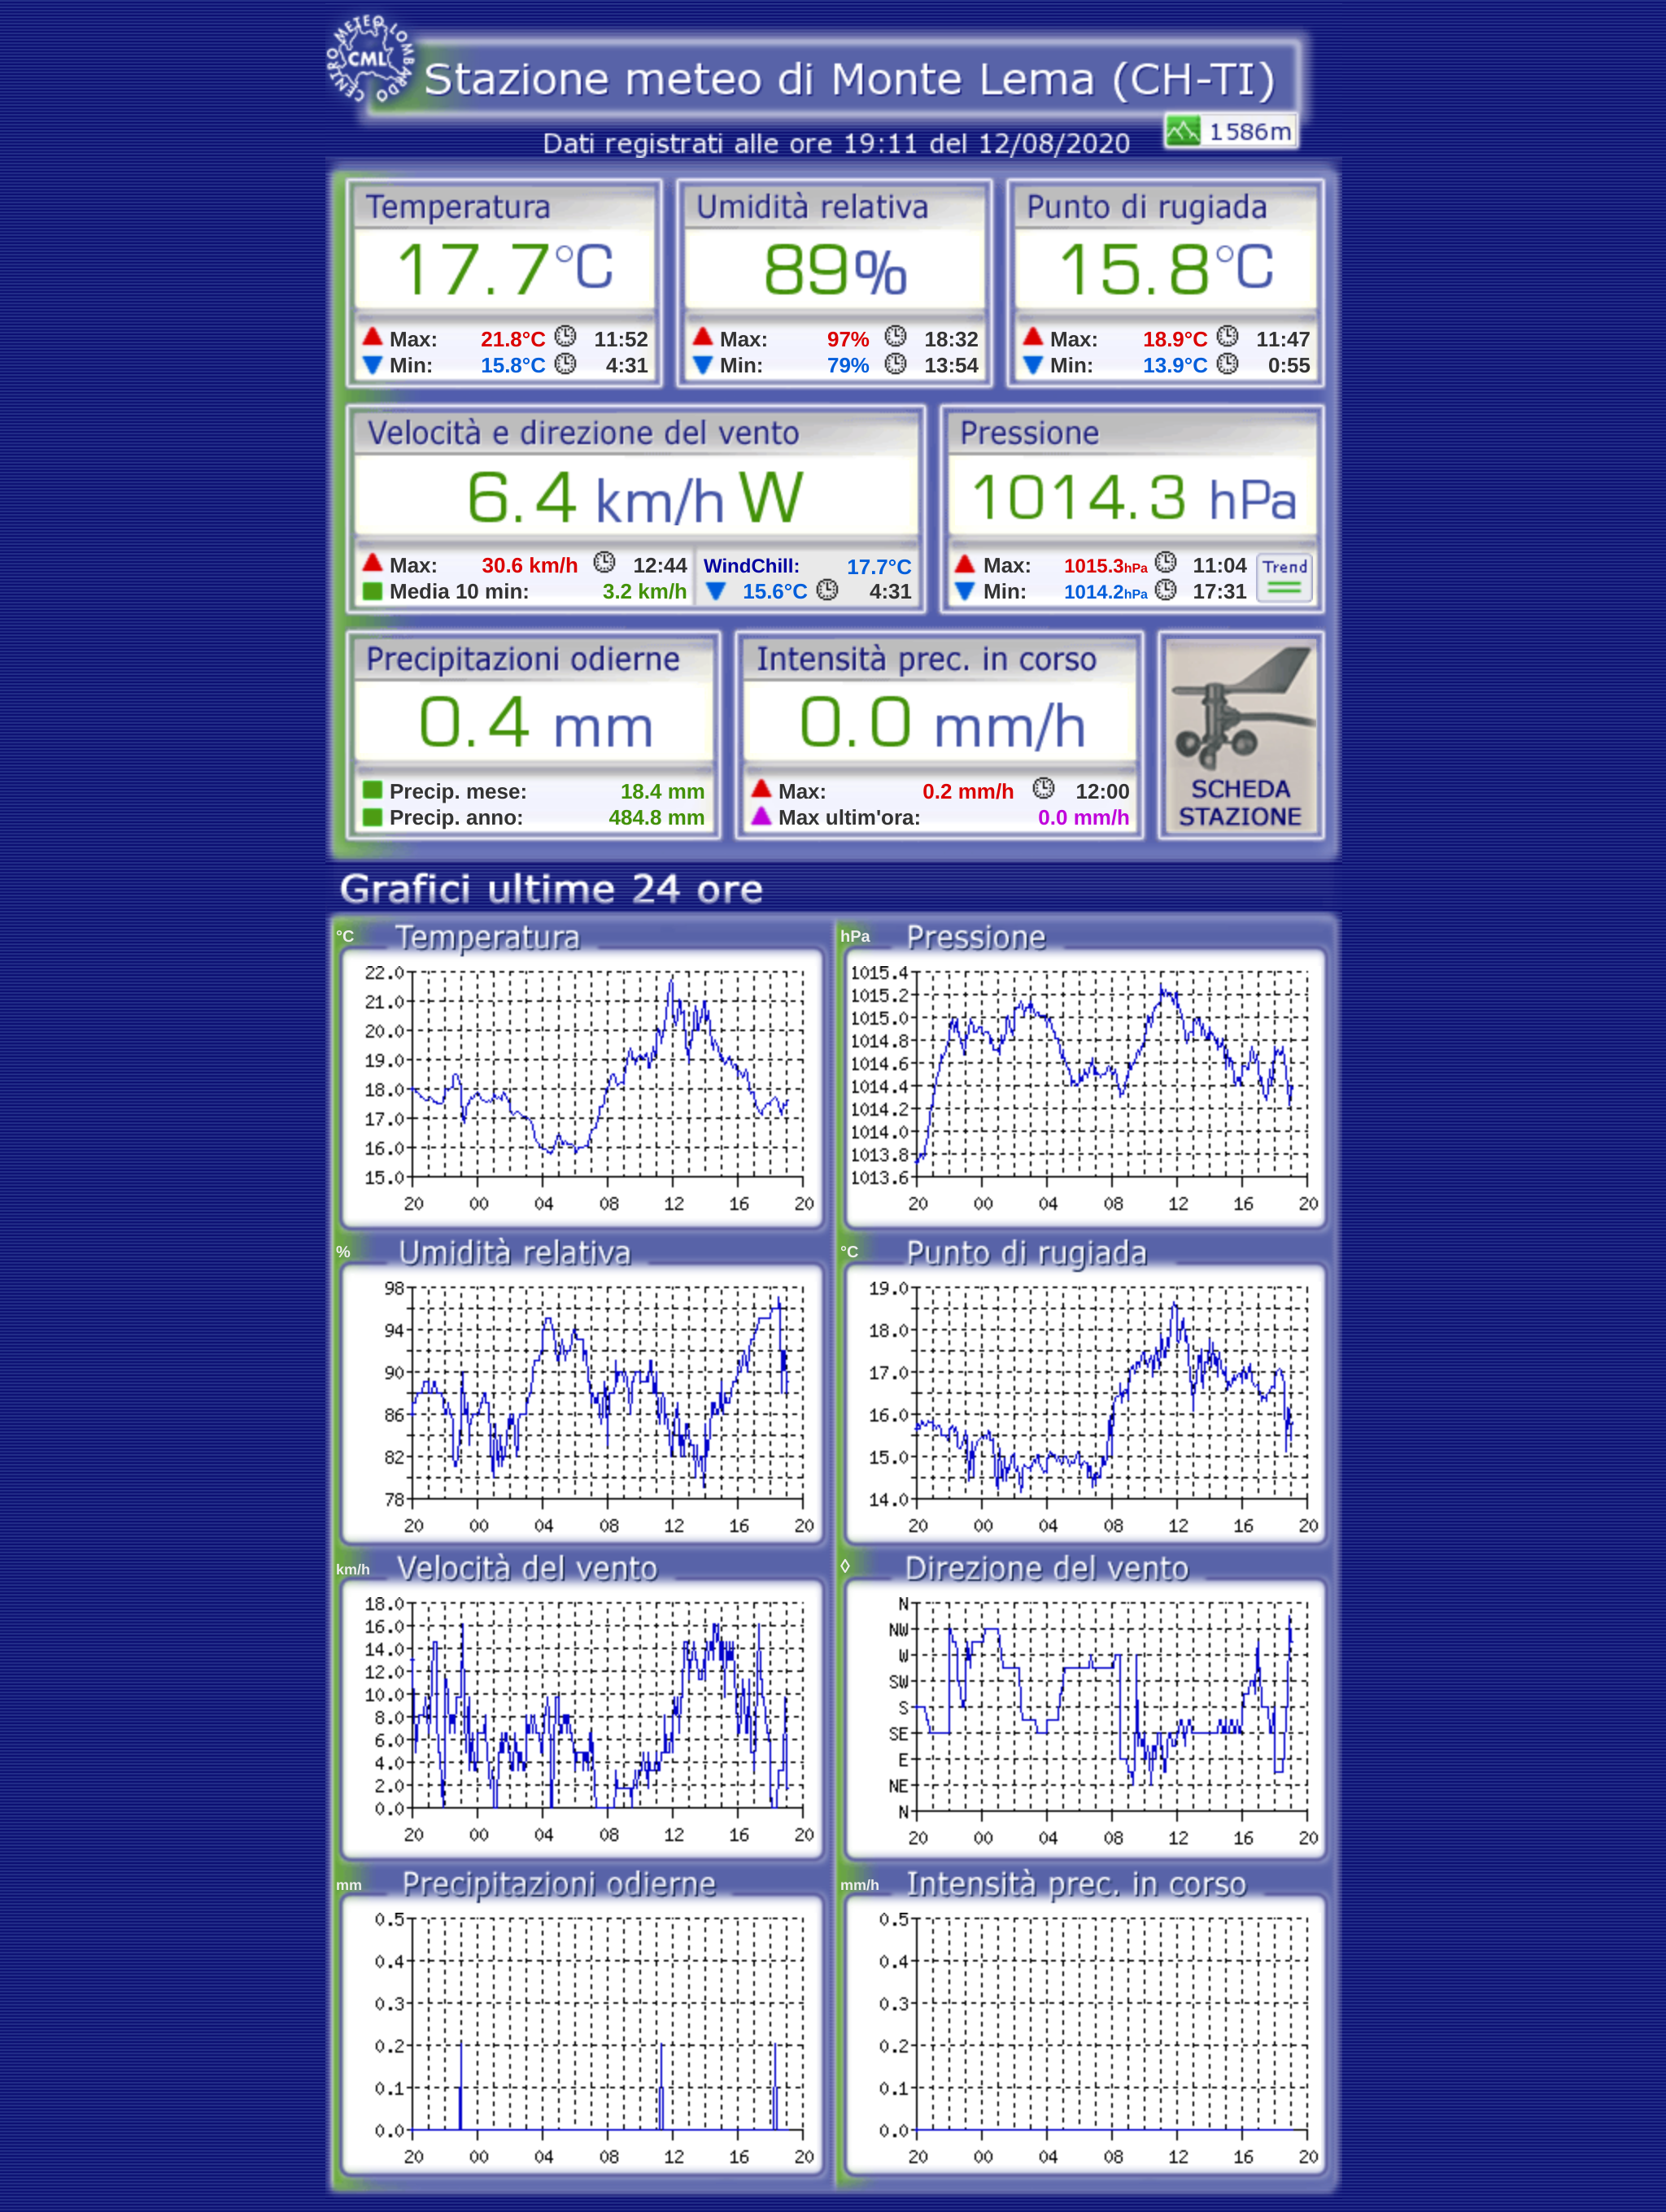 CENTRO METEO LOMBARDO
CML
Stazione meteo di Monte Lema (CH-TI)
1586m
Dati registrati alle ore 19:11 del 12/08/2020
Temperatura Umidità relativa Punto di rugiada
17.7°C 89% 15.8°C
Max: 21.8°C 11:52 Max: 97% 18:32 Max: 18.9°C 11:47
Min: 15.8°C 4:31 Min: 79% 13:54 Min: 13.9°C 0:55
Velocità e direzione del vento Pressione
6.4 km/h W 1014.3 hPa
Max: 30.6 km/h 12:44 WindChill: 17.7°C Max: 1015.3hPa 11:04 Trend
Media 10 min: 3.2 km/h 15.6°C 4:31 Min: 1014.2hPa 17:31
Precipitazioni odierne Intensità prec. in corso
0.4 mm 0.0 mm/h
Precip. mese: 18.4 mm Max: 0.2 mm/h 12:00 SCHEDA
Precip. anno: 484.8 mm Max ultim'ora: 0.0 mm/h STAZIONE
Grafici ultime 24 ore
°C Temperatura
22.0
21.0
20.0
19.0
18.0
17.0
16.0
15.0
20 00 04 08 12 16 20
hPa Pressione
1015.4
1015.2
1015.0
1014.8
1014.6
1014.4
1014.2
1014.0
1013.8
1013.6
20 00 04 08 12 16 20
% Umidità relativa
98
94
90
86
82
78
20 00 04 08 12 16 20
°C Punto di rugiada
19.0
18.0
17.0
16.0
15.0
14.0
20 00 04 08 12 16 20
km/h Velocità del vento
18.0
16.0
14.0
12.0
10.0
8.0
6.0
4.0
2.0
0.0
20 00 04 08 12 16 20
◊ Direzione del vento
N
NW
W
SW
S
SE
E
NE
N
20 00 04 08 12 16 20
mm Precipitazioni odierne
0.5
0.4
0.3
0.2
0.1
0.0
20 00 04 08 12 16 20
mm/h Intensità prec. in corso
0.5
0.4
0.3
0.2
0.1
0.0
20 00 04 08 12 16 20